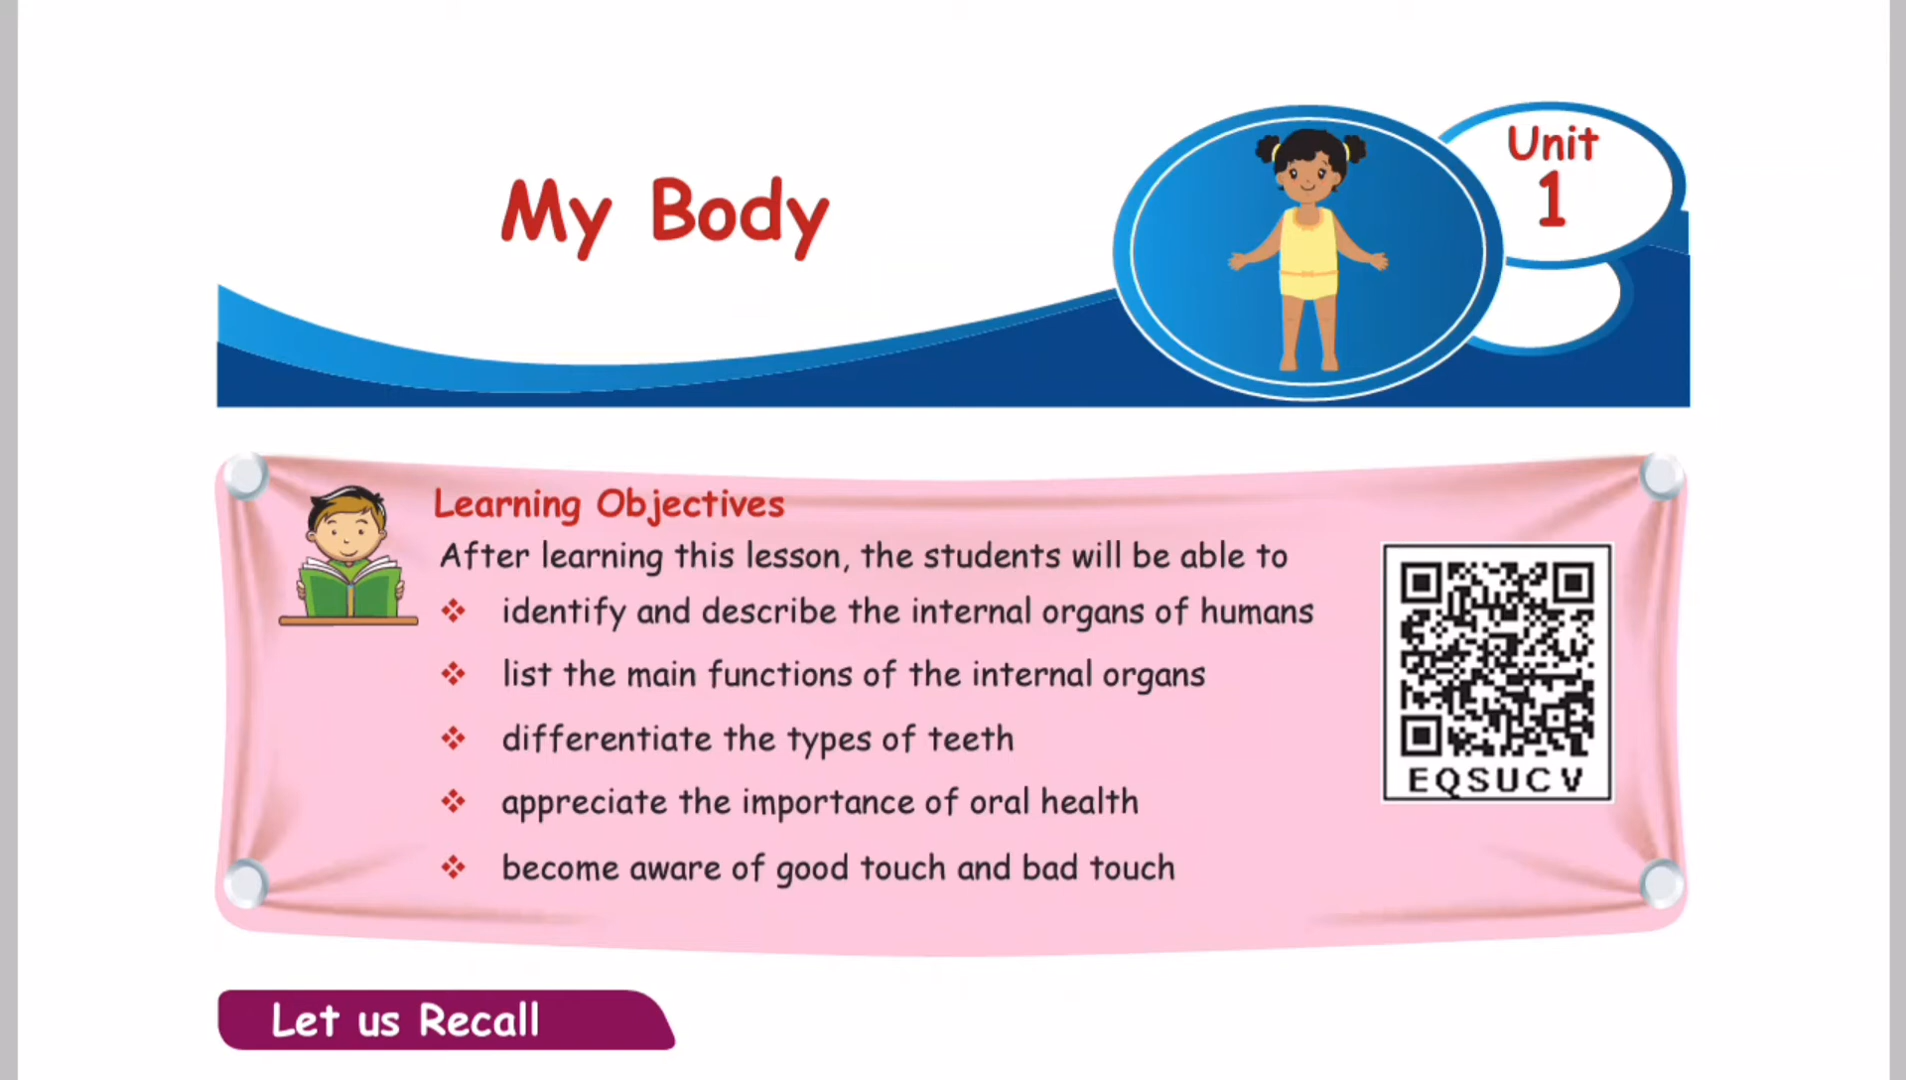 My Body
Unit
1
Learning Objectives
After learning this lesson, the students will be able to
❖ identify and describe the internal organs of humans
❖ list the main functions of the internal organs
❖ differentiate the types of teeth
❖ appreciate the importance of oral health
❖ become aware of good touch and bad touch
EQSUCV
Let us Recall